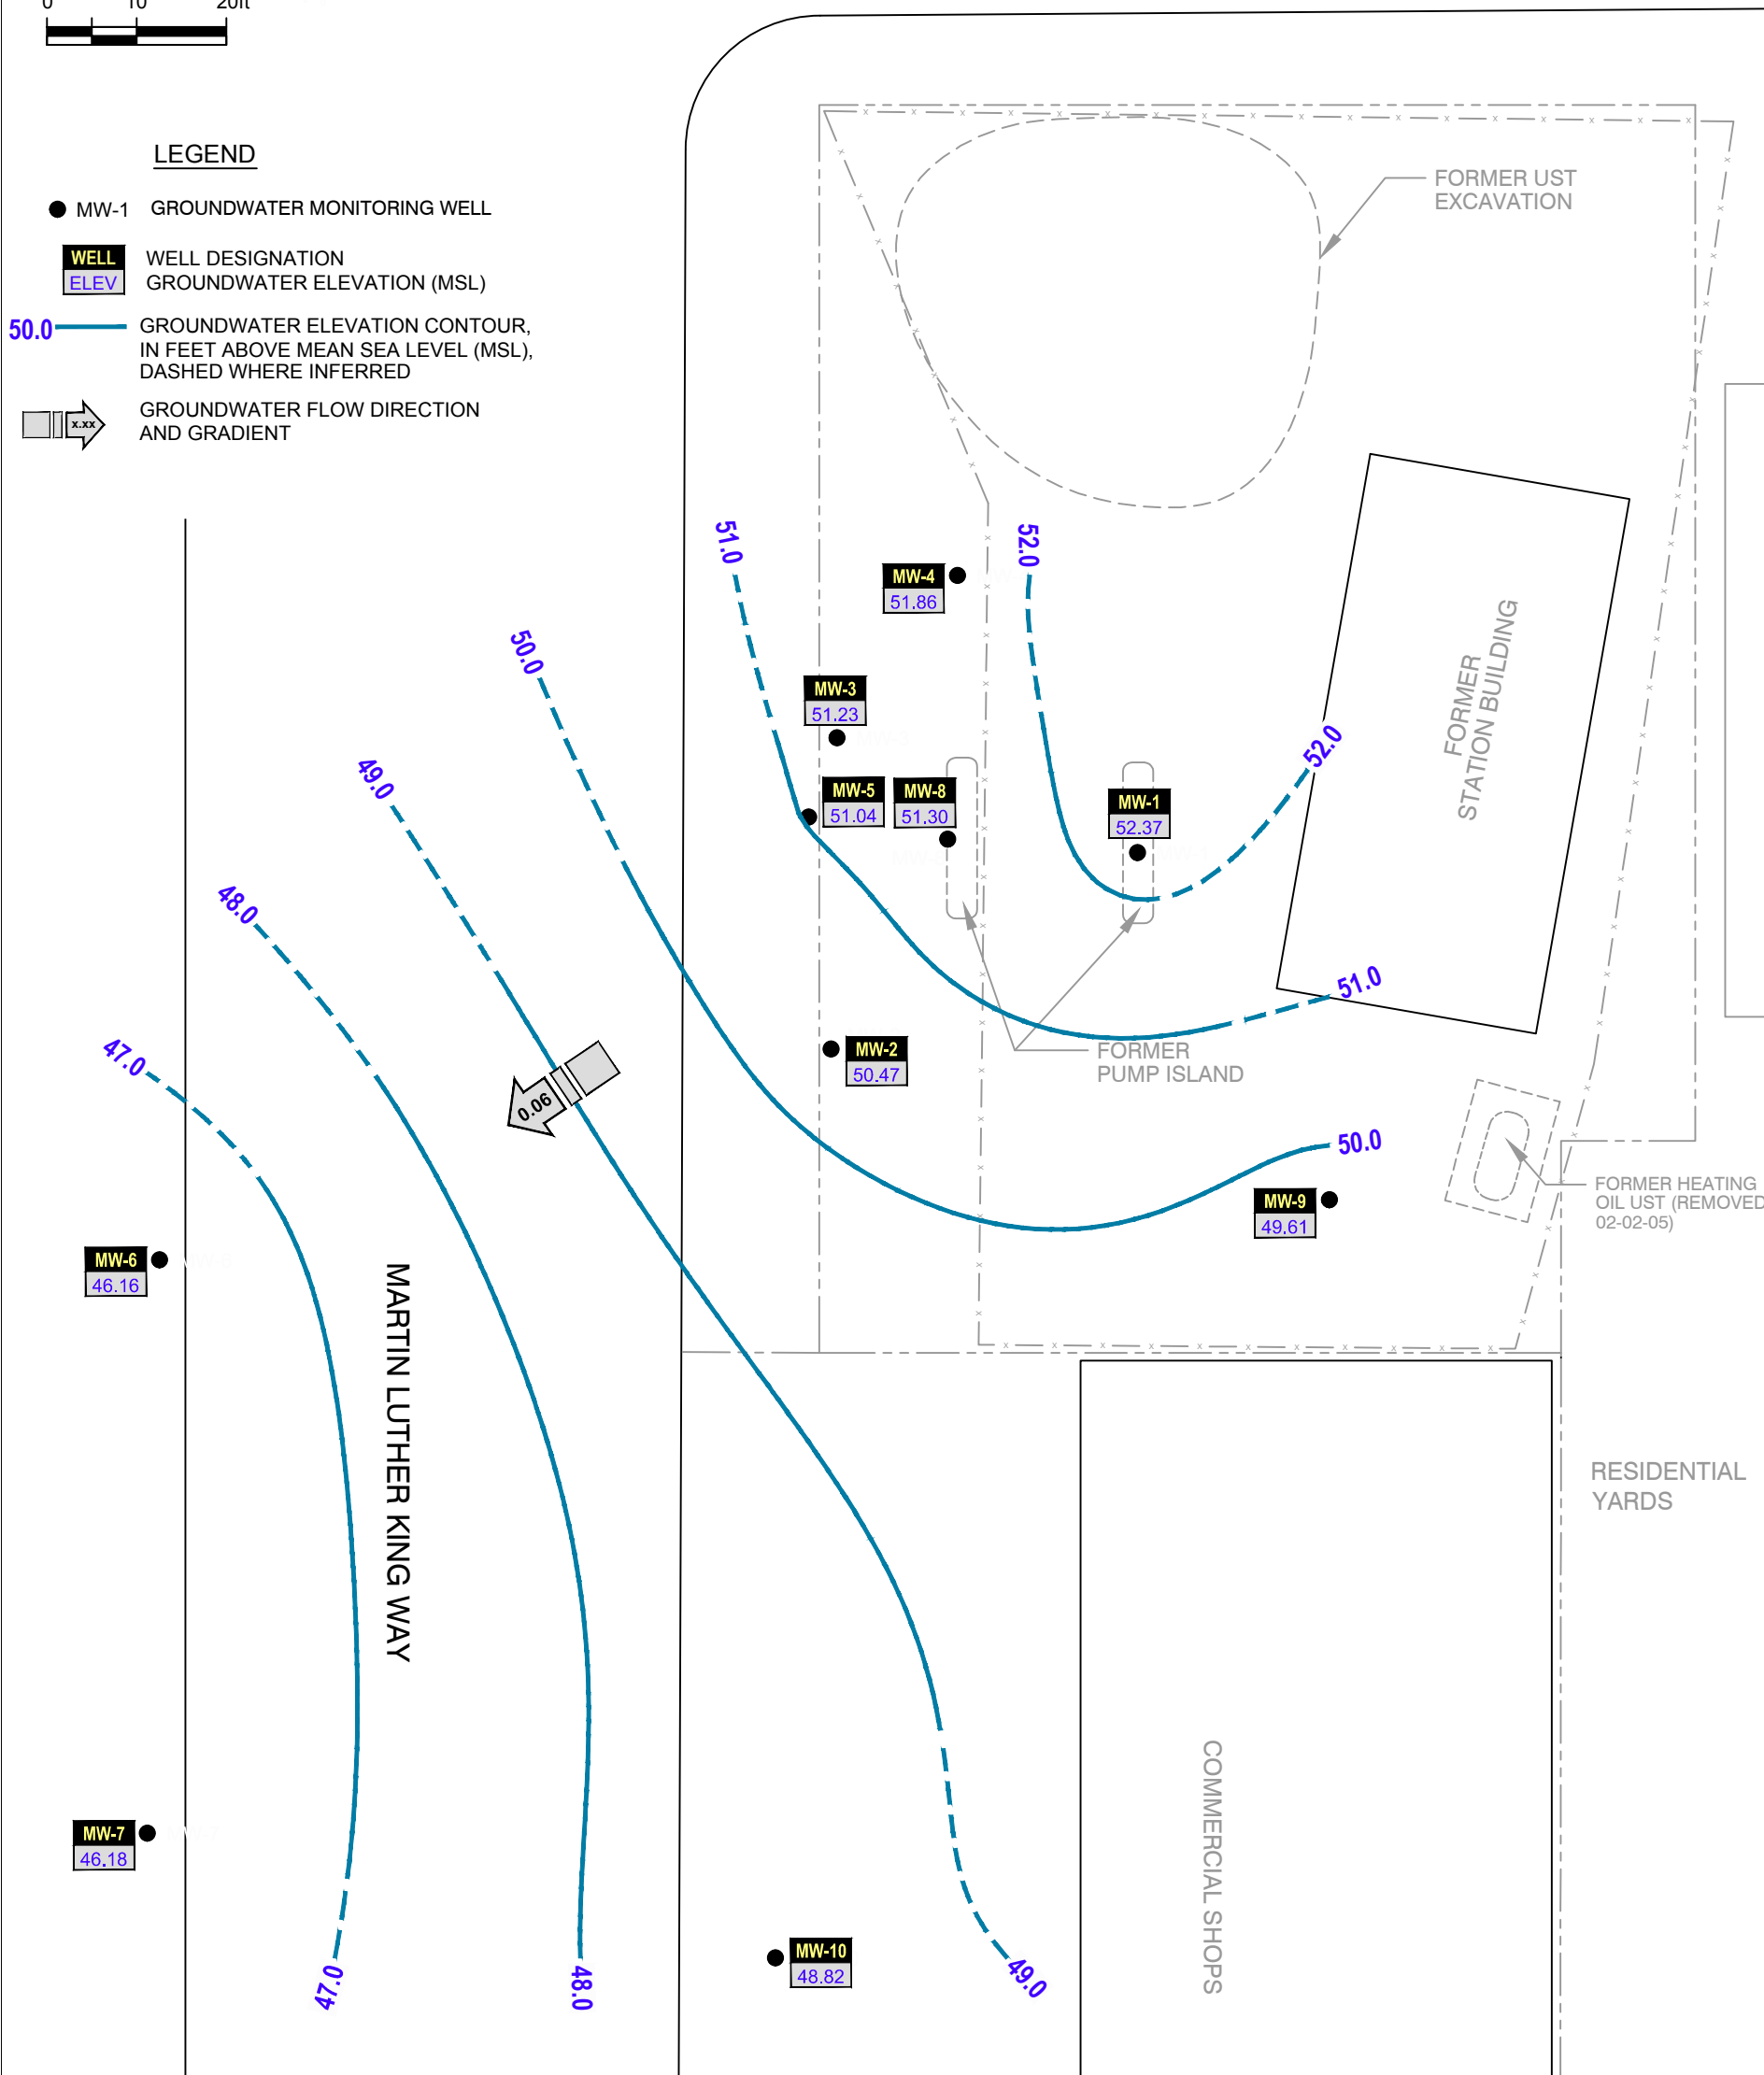 0 10 20ft
LEGEND
MW-1 GROUNDWATER MONITORING WELL
WELL WELL DESIGNATION
ELEV GROUNDWATER ELEVATION (MSL)
50.0 GROUNDWATER ELEVATION CONTOUR,
IN FEET ABOVE MEAN SEA LEVEL (MSL),
DASHED WHERE INFERRED
x.xx GROUNDWATER FLOW DIRECTION
AND GRADIENT
FORMER UST
EXCAVATION
51.0
52.0
MW-4
51.86
50.0
FORMER
STATION BUILDING
MW-3
51.23
49.0
52.0
MW-5
51.04
MW-8
51.30
MW-1
52.37
48.0
51.0
47.0
MW-2
50.47
FORMER
PUMP ISLAND
0.06
50.0
MW-9
49.61
FORMER HEATING
OIL UST (REMOVED
02-02-05)
MW-6
46.16
MARTIN LUTHER KING WAY
RESIDENTIAL
YARDS
COMMERCIAL SHOPS
MW-7
46.18
MW-10
48.82
47.0
48.0
49.0